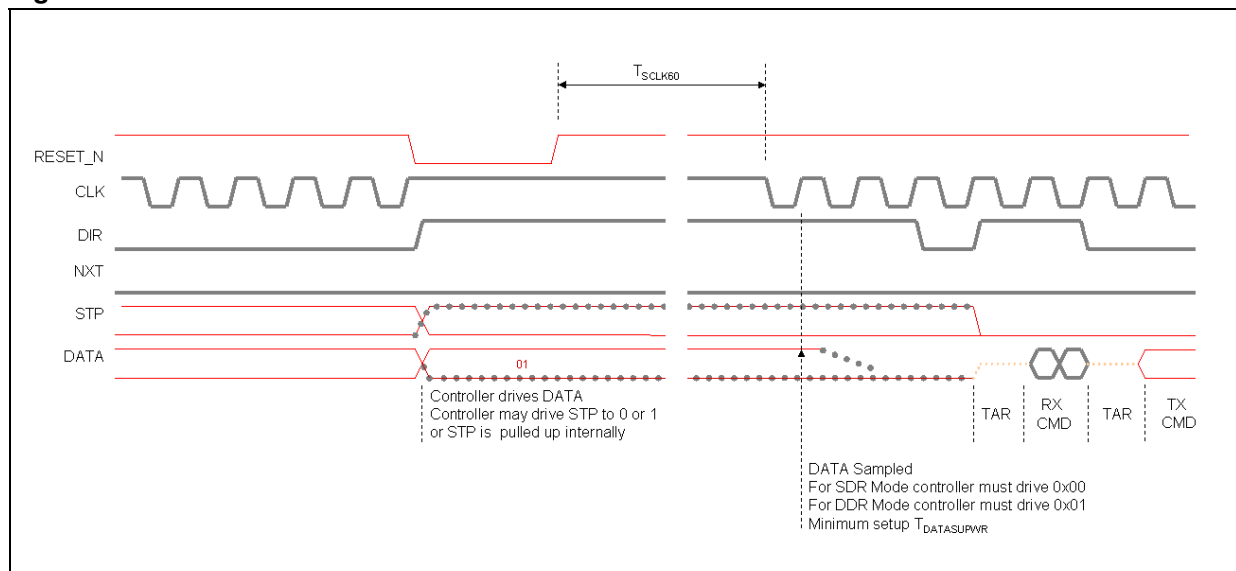 T_SCLK60
RESET_N
CLK
DIR
NXT
STP
DATA
01
Controller drives DATA
Controller may drive STP to 0 or 1
or STP is pulled up internally
TAR
RX
CMD
TAR
TX
CMD
DATA Sampled
For SDR Mode controller must drive 0x00
For DDR Mode controller must drive 0x01
Minimum setup T_DATASUPWR